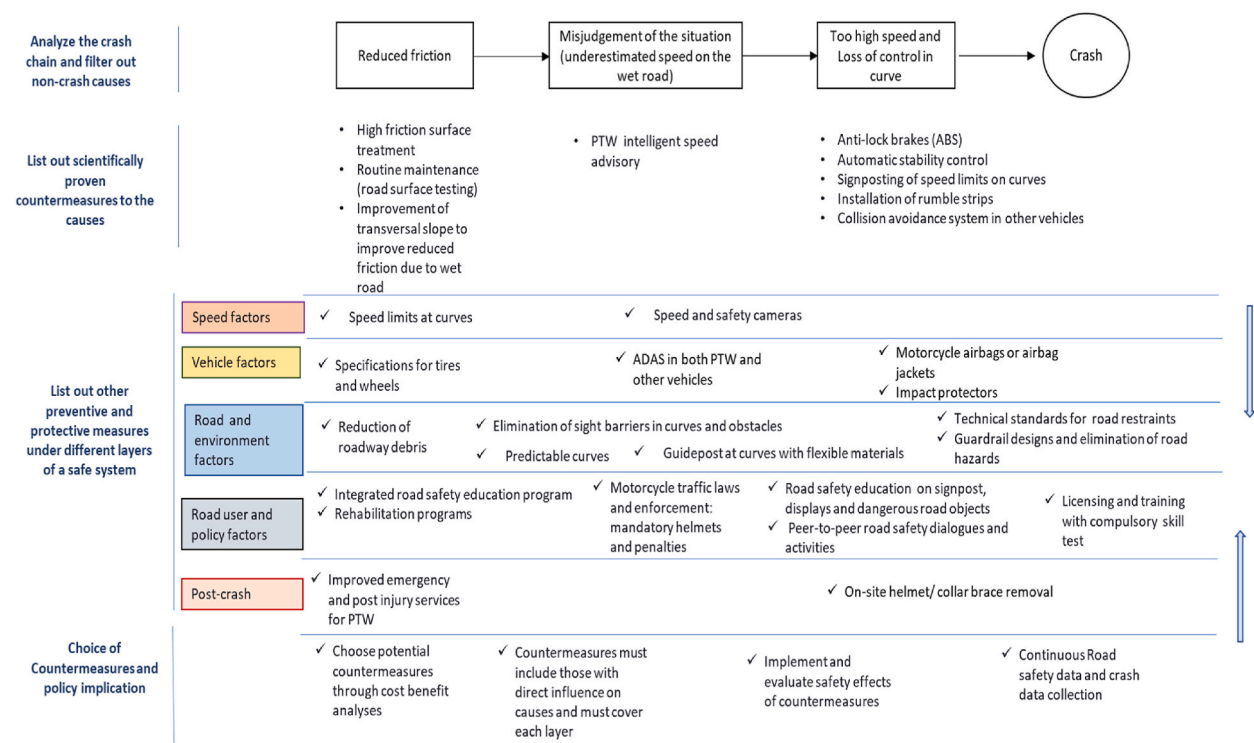 Analyze the crash
chain and filter out
non-crash causes
Reduced friction
Misjudgement of the situation
(underestimated speed on the
wet road)
Too high speed and
Loss of control in
curve
Crash
List out scientifically
proven
countermeasures to the
causes
• High friction surface
treatment
• Routine maintenance
(road surface testing)
• Improvement of
transversal slope to
improve reduced
friction due to wet
road
• PTW intelligent speed
advisory
• Anti-lock brakes (ABS)
• Automatic stability control
• Signposting of speed limits on curves
• Installation of rumble strips
• Collision avoidance system in other vehicles
List out other
preventive and
protective measures
under different layers
of a safe system
Speed factors
✓ Speed limits at curves
✓ Speed and safety cameras
Vehicle factors
✓ Specifications for tires
and wheels
✓ ADAS in both PTW and
other vehicles
✓ Motorcycle airbags or airbag
jackets
✓ Impact protectors
Road and
environment
factors
✓ Reduction of
roadway debris
✓ Elimination of sight barriers in curves and obstacles
✓ Predictable curves
✓ Guidepost at curves with flexible materials
✓ Technical standards for road restraints
✓ Guardrail designs and elimination of road
hazards
Road user and
policy factors
✓ Integrated road safety education program
✓ Rehabilitation programs
✓ Motorcycle traffic laws
and enforcement:
mandatory helmets
and penalties
✓ Road safety education on signpost,
displays and dangerous road objects
✓ Peer-to-peer road safety dialogues and
activities
✓ Licensing and training
with compulsory skill
test
Post-crash
✓ Improved emergency
and post injury services
for PTW
✓ On-site helmet/ collar brace removal
Choice of
Countermeasures and
policy implication
✓ Choose potential
countermeasures
through cost benefit
analyses
✓ Countermeasures must
include those with
direct influence on
causes and must cover
each layer
✓ Implement and
evaluate safety effects
of countermeasures
✓ Continuous Road
safety data and crash
data collection